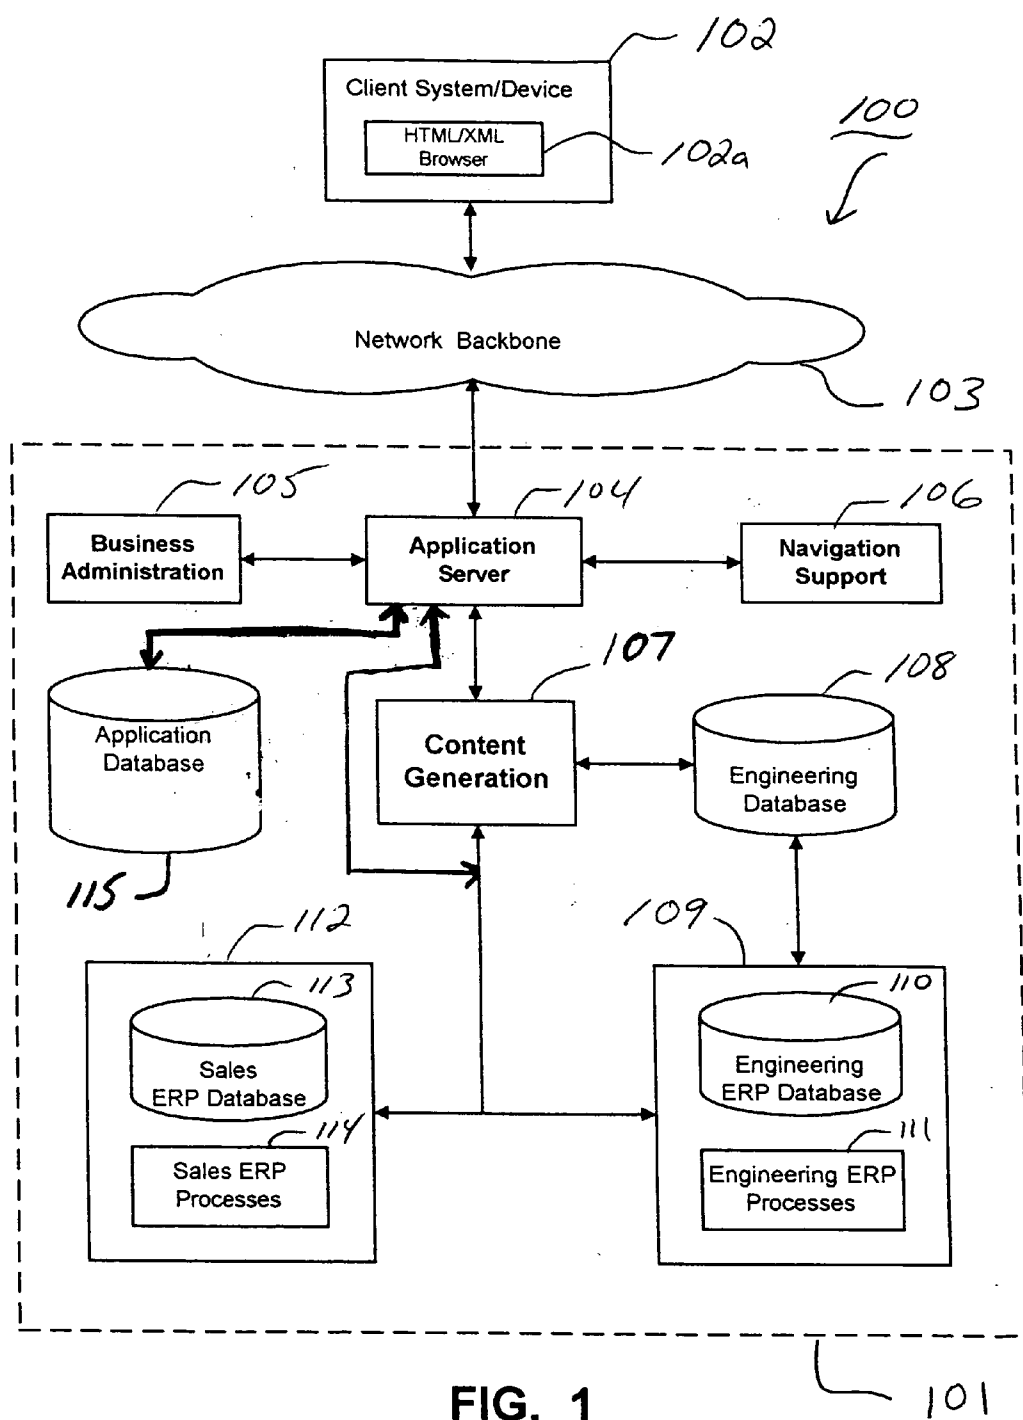 102
Client System/Device
HTML/XML
Browser
102a
100
Network Backbone
103
105
104
106
Business
Administration
Application
Server
Navigation
Support
107
108
Application
Database
Content
Generation
Engineering
Database
115
112
109
113
110
Sales
ERP Database
Engineering
ERP Database
114
111
Sales ERP
Processes
Engineering ERP
Processes
FIG. 1
101